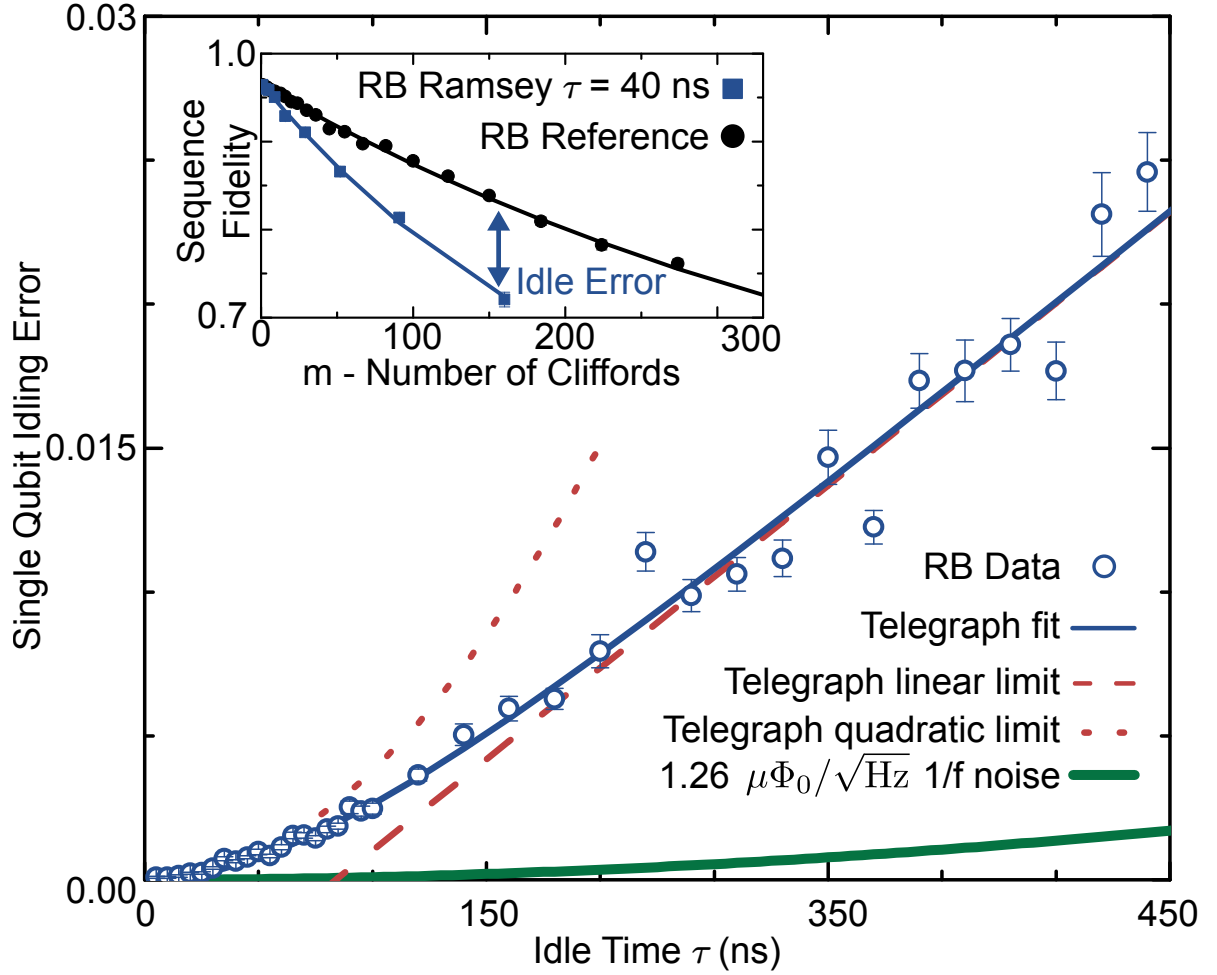 0.03
1.0
RB Ramsey τ = 40 ns
RB Reference
Sequence
Fidelity
Idle Error
0.7
0
100
200
300
m - Number of Cliffords
Single Qubit Idling Error
0.015
RB Data
Telegraph fit
Telegraph linear limit
Telegraph quadratic limit
1.26 μΦ₀/√Hz 1/f noise
0.00
0
150
350
450
Idle Time τ (ns)